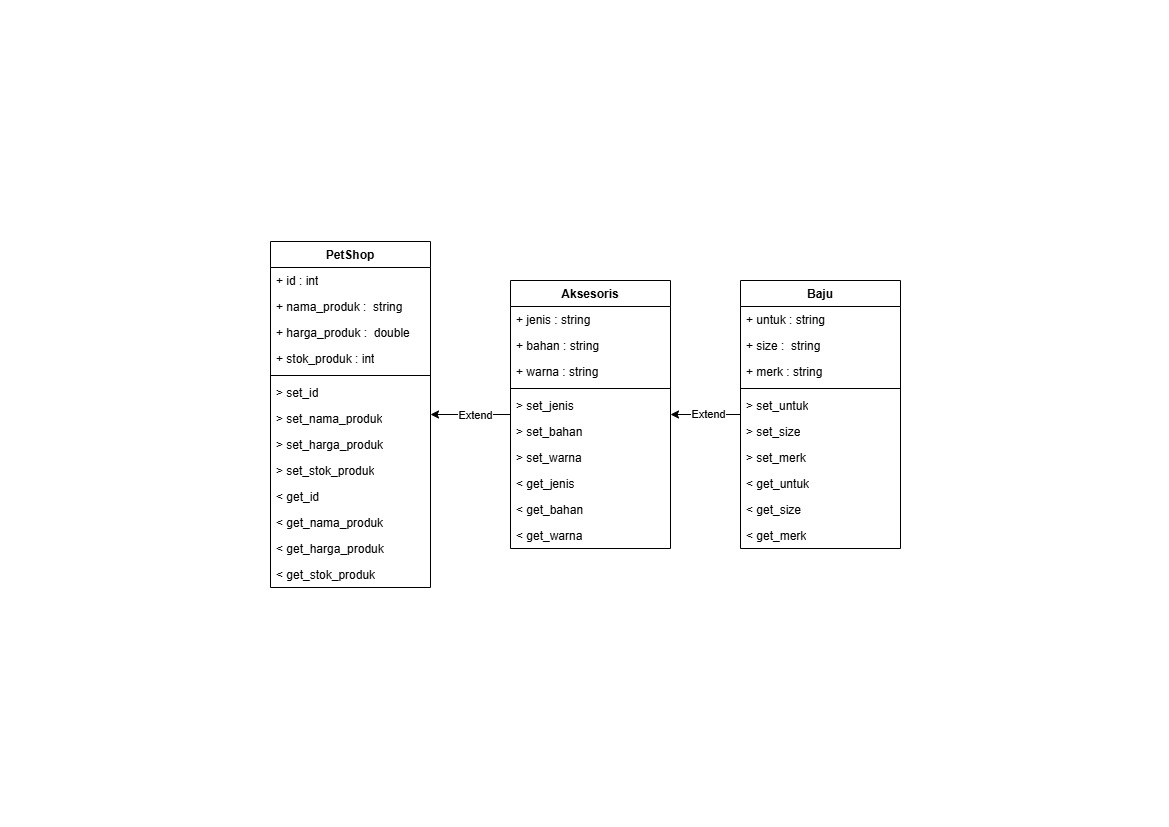 PetShop
+ id : int
+ nama_produk :  string
+ harga_produk :  double
+ stok_produk : int
> set_id
> set_nama_produk
> set_harga_produk
> set_stok_produk
< get_id
< get_nama_produk
< get_harga_produk
< get_stok_produk
Extend
Aksesoris
+ jenis : string
+ bahan : string
+ warna : string
> set_jenis
> set_bahan
> set_warna
< get_jenis
< get_bahan
< get_warna
Extend
Baju
+ untuk : string
+ size :  string
+ merk : string
> set_untuk
> set_size
> set_merk
< get_untuk
< get_size
< get_merk